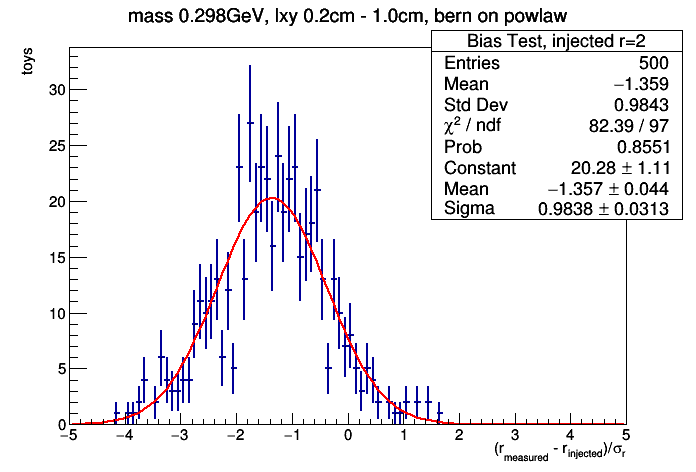 mass 0.298GeV, lxy 0.2cm - 1.0cm, bern on powlaw
Bias Test, injected r=2
Entries 500
Mean −1.359
Std Dev 0.9843
χ² / ndf 82.39 / 97
Prob 0.8551
Constant 20.28 ± 1.11
Mean −1.357 ± 0.044
Sigma 0.9838 ± 0.0313
toys
30
25
20
15
10
5
0
−5 −4 −3 −2 −1 0 1 2 3 4 5
(r_measured - r_injected)/σ_r